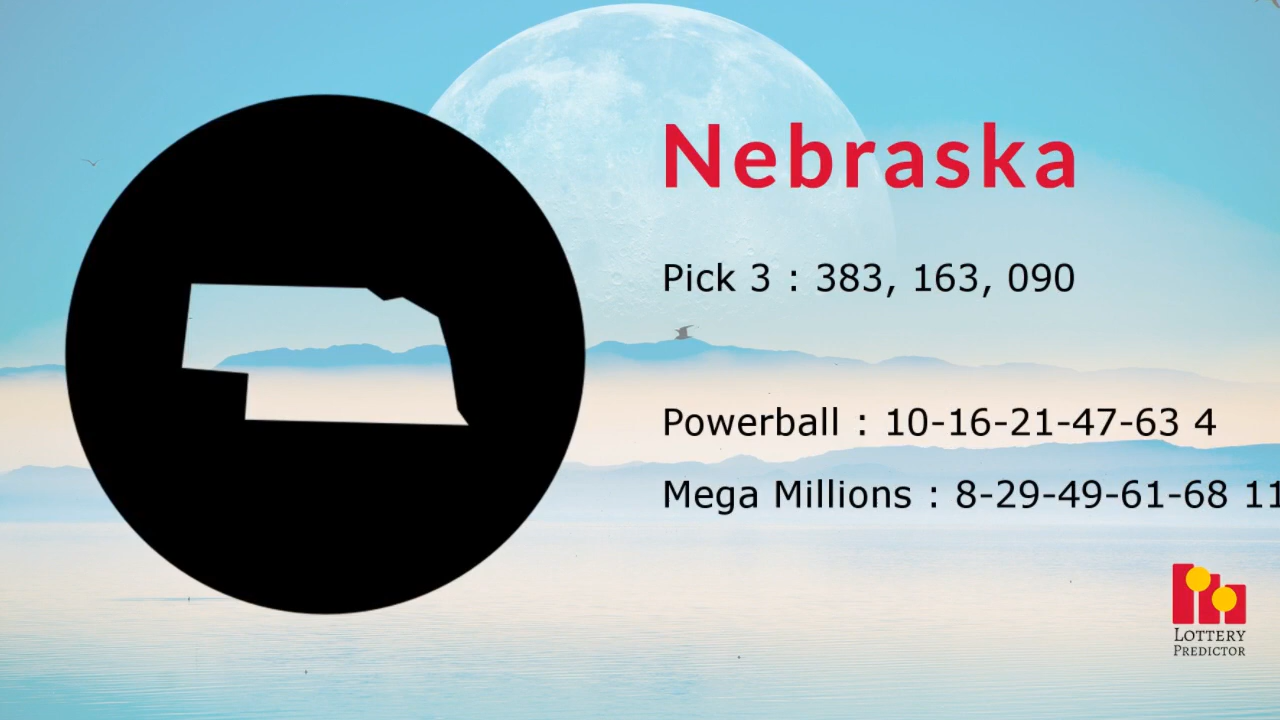 Nebraska
Pick 3 : 383, 163, 090
Powerball : 10-16-21-47-63 4
Mega Millions : 8-29-49-61-68 11
LOTTERY
PREDICTOR